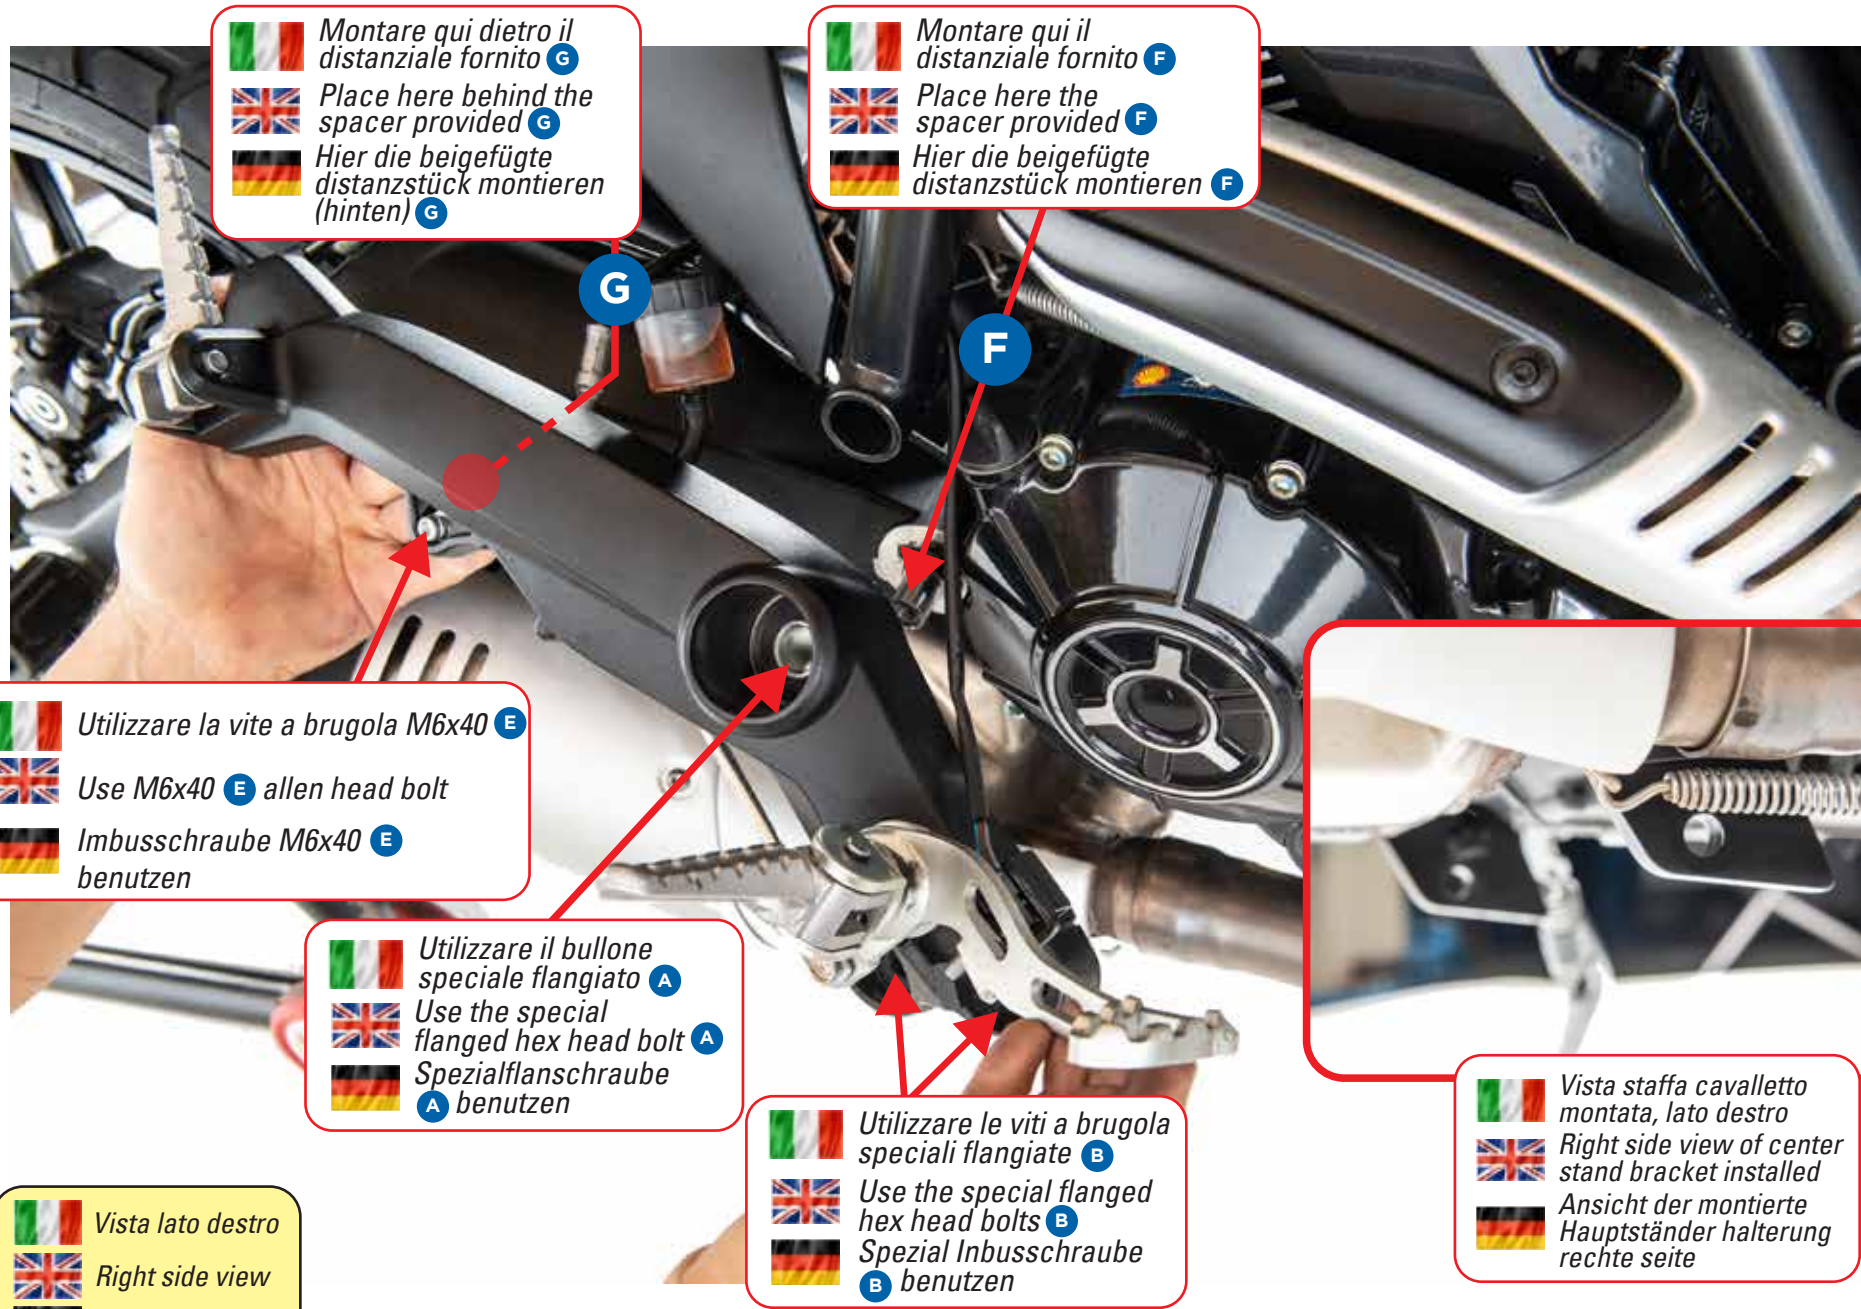 Montare qui dietro il
distanziale fornito G
Place here behind the
spacer provided G
Hier die beigefügte
distanzstück montieren
(hinten) G
Montare qui il
distanziale fornito F
Place here the
spacer provided F
Hier die beigefügte
distanzstück montieren F
G
F
Utilizzare la vite a brugola M6x40 E
Use M6x40 E allen head bolt
Imbusschraube M6x40 E
benutzen
Utilizzare il bullone
speciale flangiato A
Use the special
flanged hex head bolt A
Spezialflanschraube
A benutzen
Utilizzare le viti a brugola
speciali flangiate B
Use the special flanged
hex head bolts B
Spezial Inbusschraube
B benutzen
Vista staffa cavalletto
montata, lato destro
Right side view of center
stand bracket installed
Ansicht der montierte
Hauptständer halterung
rechte seite
Vista lato destro
Right side view